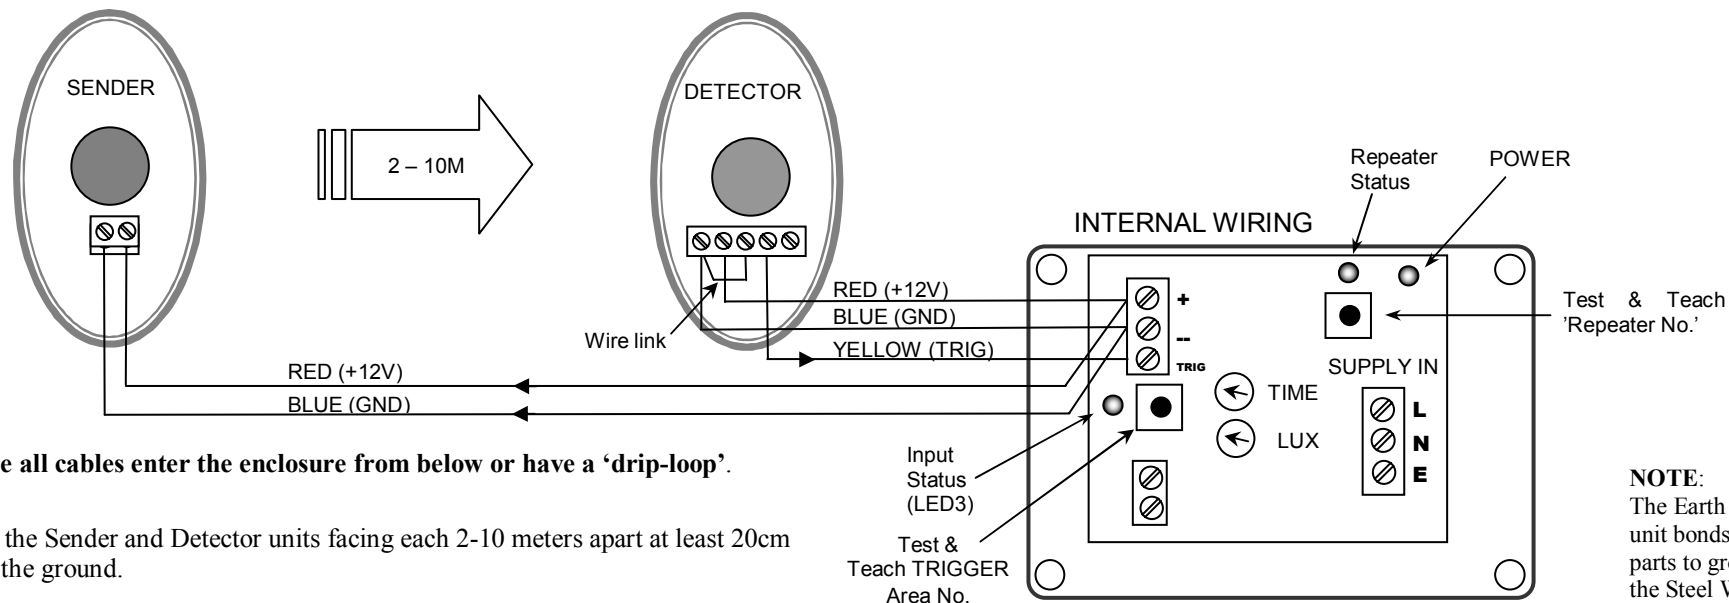 SENDER
2 – 10M
DETECTOR
Wire link
RED (+12V)
BLUE (GND)
YELLOW (TRIG)
RED (+12V)
BLUE (GND)
INTERNAL WIRING
Repeater
Status
POWER
+
--
TRIG
Test & Teach
’Repeater No.’
SUPPLY IN
TIME
LUX
L
N
E
Input
Status
(LED3)
Test &
Teach TRIGGER
Area No.
e all cables enter the enclosure from below or have a ‘drip-loop’.
the Sender and Detector units facing each 2-10 meters apart at least 20cm
the ground.
NOTE:
The Earth
unit bonds
parts to gr
the Steel W